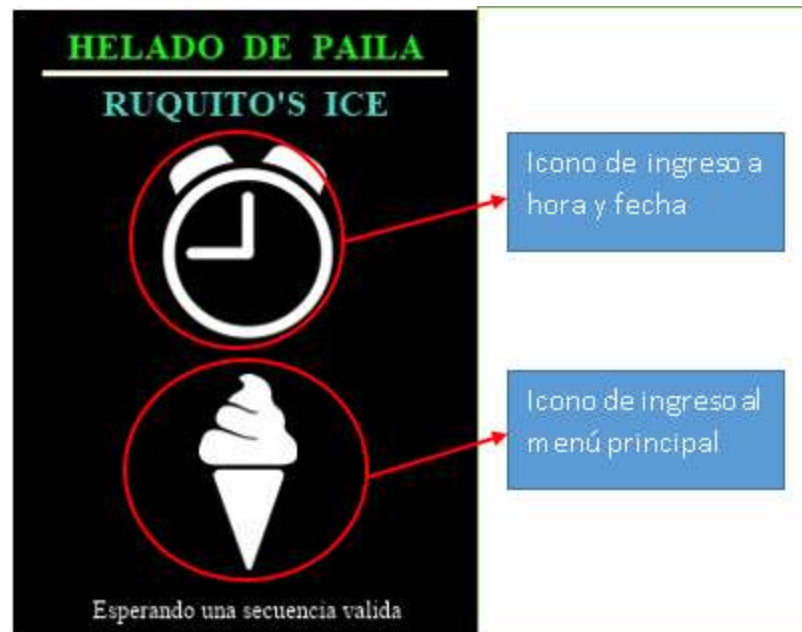 HELADO DE PAILA
RUQUITO'S ICE
Icono de ingreso a
hora y fecha
Icono de ingreso al
menú principal
Esperando una secuencia valida